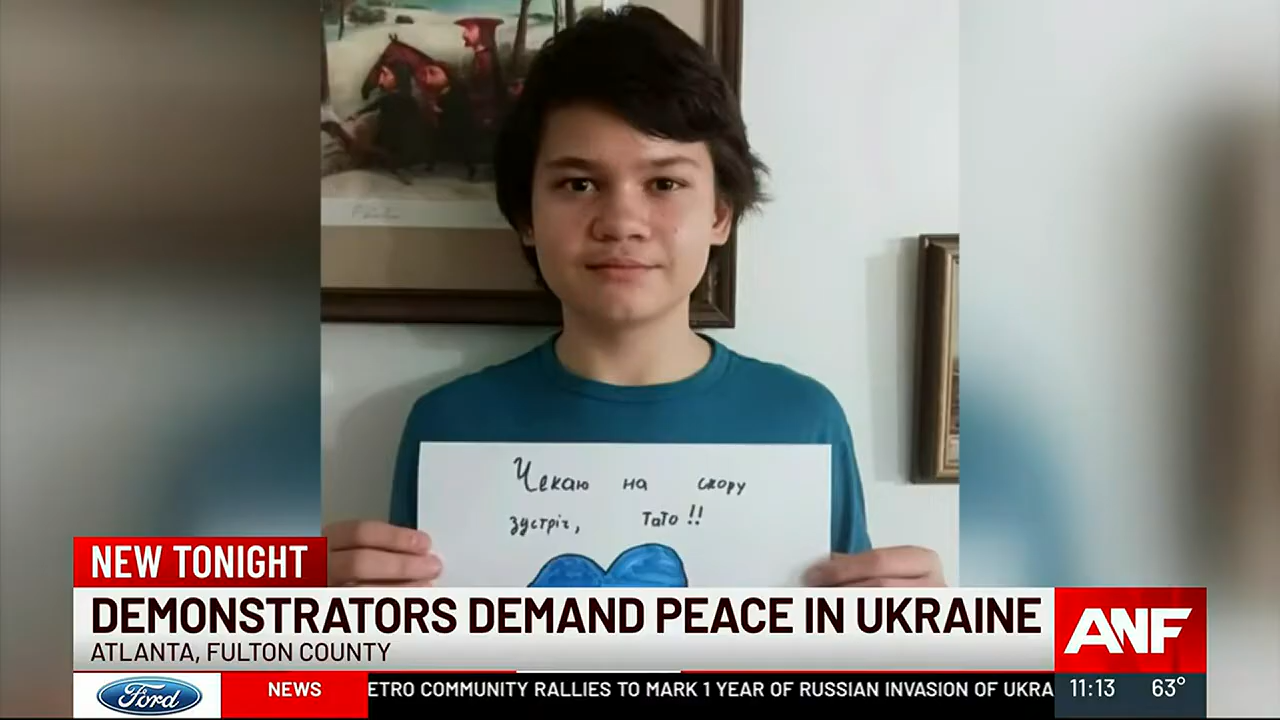 Чекаю на скору
зустріч, Тато!!
NEW TONIGHT
DEMONSTRATORS DEMAND PEACE IN UKRAINE
ATLANTA, FULTON COUNTY
ANF
Ford
NEWS
ETRO COMMUNITY RALLIES TO MARK 1 YEAR OF RUSSIAN INVASION OF UKRA
11:13 63°